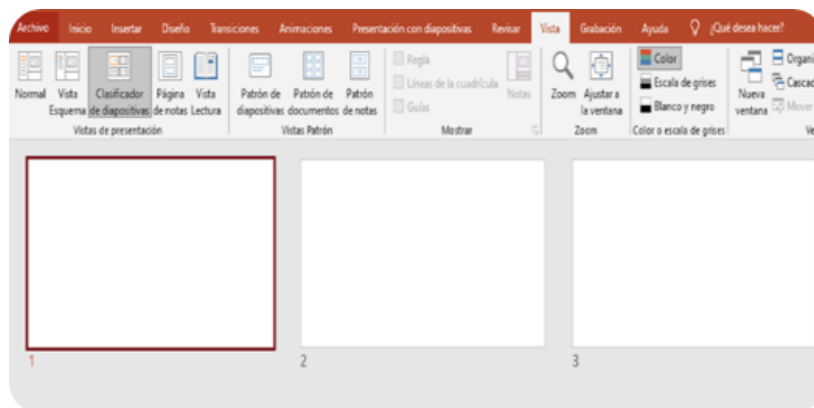 Archivo Inicio Insertar Diseño Transiciones Animaciones Presentación con diapositivas Revisar Vista Grabación Ayuda ¿Qué desea hacer?
Normal Vista Esquema Clasificador de diapositivas Página de notas Vista Lectura
Vistas de presentación
Patrón de diapositivas Patrón de documentos Patrón de notas
Vistas Patrón
Regla
Líneas de la cuadrícula
Guías
Notas
Mostrar
Zoom Ajustar a la ventana
Zoom
Color
Escala de grises
Blanco y negro
Color o escala de grises
Nueva ventana
Organi
Cascad
Mover
Ve
1
2
3